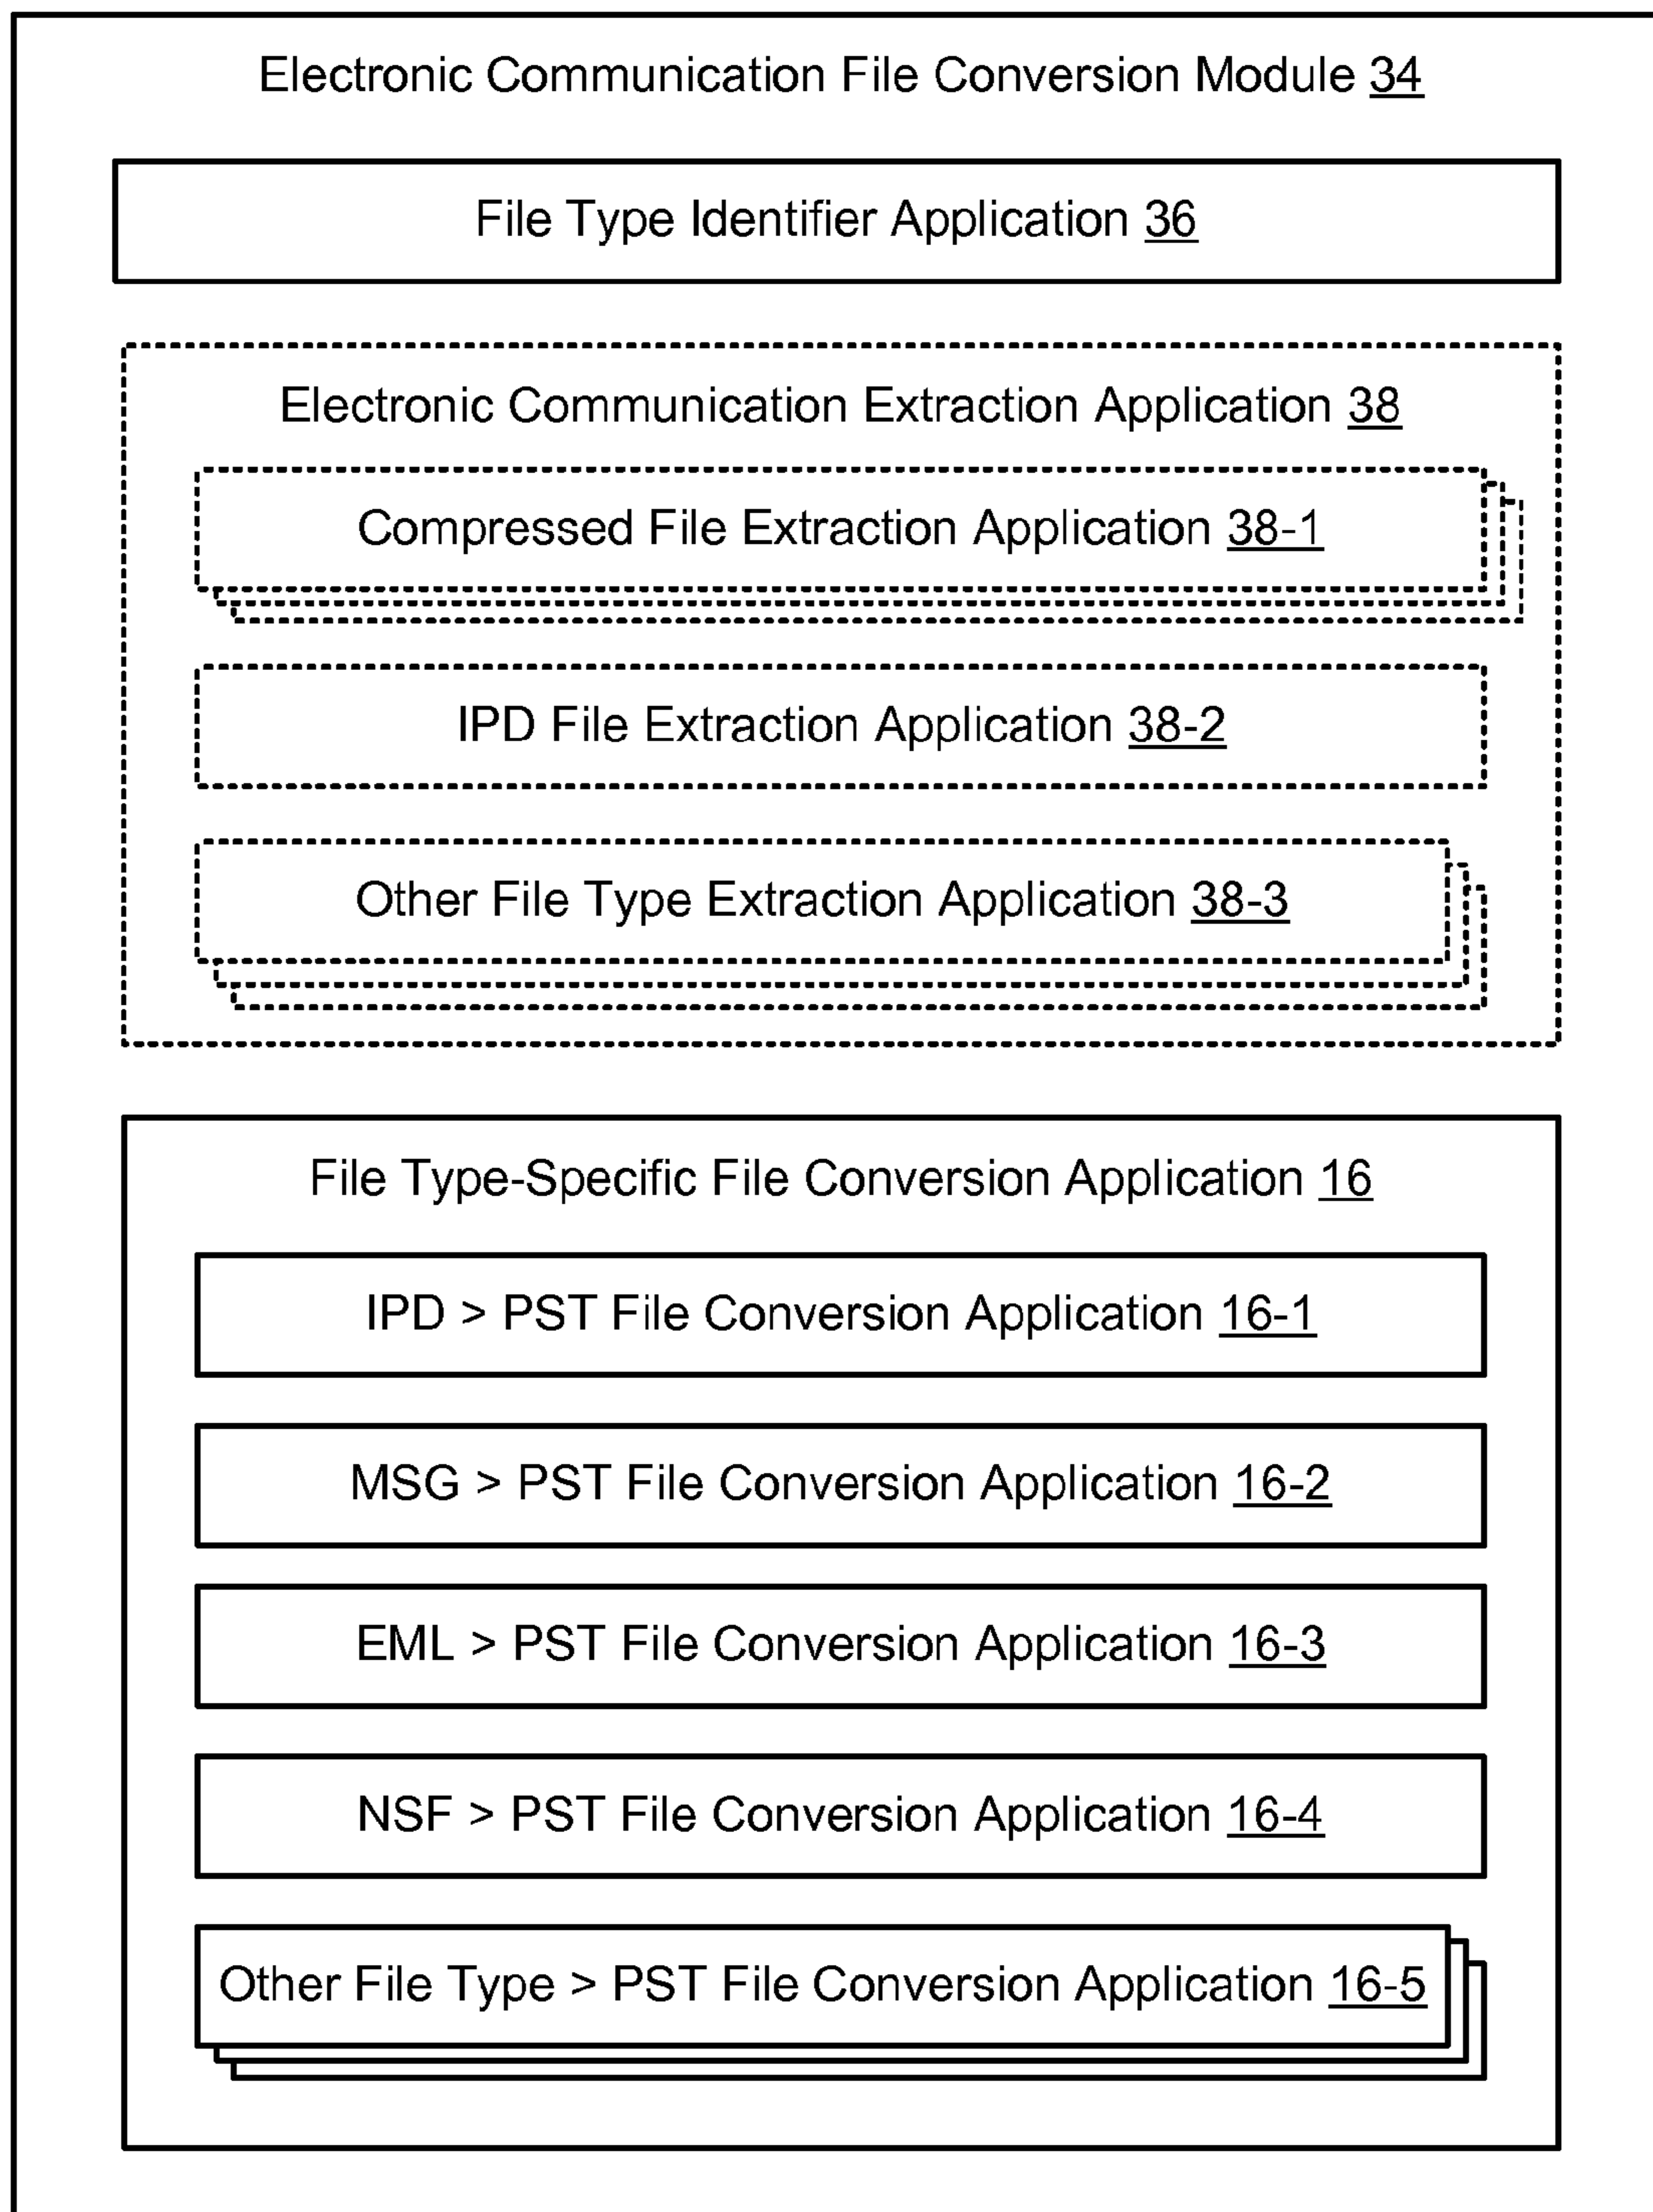 Electronic Communication File Conversion Module 34
File Type Identifier Application 36
Electronic Communication Extraction Application 38
Compressed File Extraction Application 38-1
IPD File Extraction Application 38-2
Other File Type Extraction Application 38-3
File Type-Specific File Conversion Application 16
IPD > PST File Conversion Application 16-1
MSG > PST File Conversion Application 16-2
EML > PST File Conversion Application 16-3
NSF > PST File Conversion Application 16-4
Other File Type > PST File Conversion Application 16-5